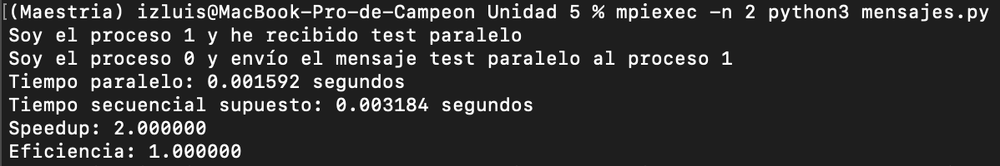 [(Maestria) izluis@MacBook-Pro-de-Campeon Unidad 5 % mpiexec -n 2 python3 mensajes.py
Soy el proceso 1 y he recibido test paralelo
Soy el proceso 0 y envío el mensaje test paralelo al proceso 1
Tiempo paralelo: 0.001592 segundos
Tiempo secuencial supuesto: 0.003184 segundos
Speedup: 2.000000
Eficiencia: 1.000000